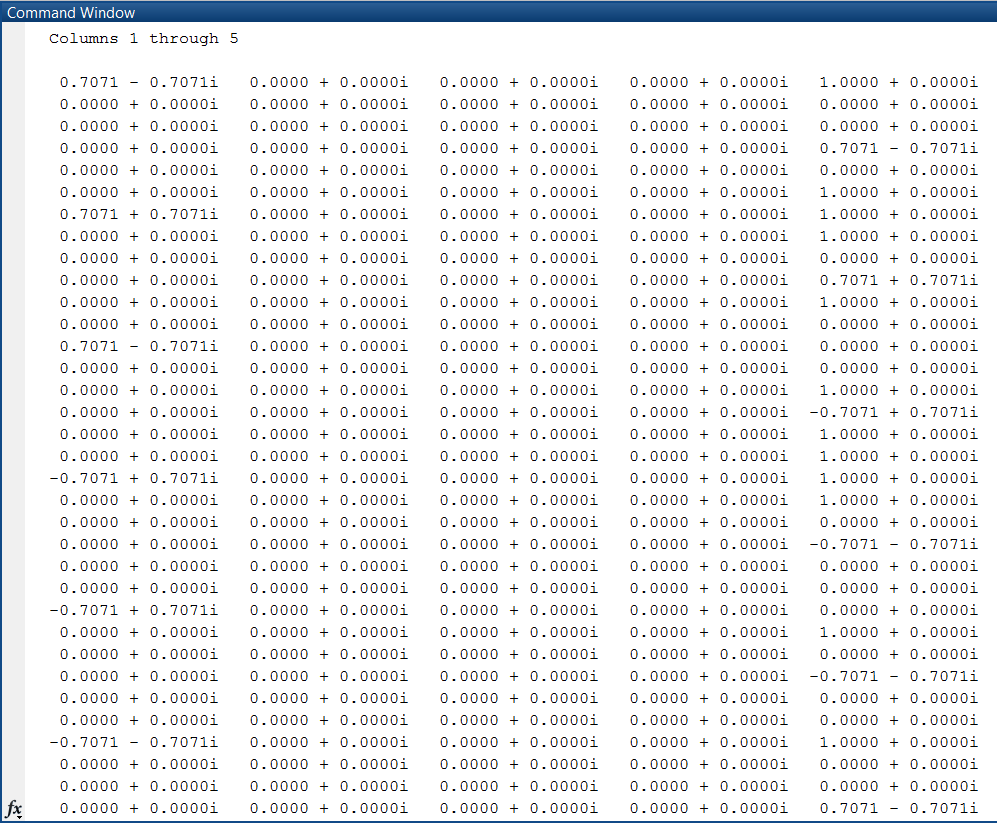 Command Window
Columns 1 through 5
0.7071 - 0.7071i 0.0000 + 0.0000i 0.0000 + 0.0000i 0.0000 + 0.0000i 1.0000 + 0.0000i
0.0000 + 0.0000i 0.0000 + 0.0000i 0.0000 + 0.0000i 0.0000 + 0.0000i 0.0000 + 0.0000i
0.0000 + 0.0000i 0.0000 + 0.0000i 0.0000 + 0.0000i 0.0000 + 0.0000i 0.0000 + 0.0000i
0.0000 + 0.0000i 0.0000 + 0.0000i 0.0000 + 0.0000i 0.0000 + 0.0000i 0.7071 - 0.7071i
0.0000 + 0.0000i 0.0000 + 0.0000i 0.0000 + 0.0000i 0.0000 + 0.0000i 0.0000 + 0.0000i
0.0000 + 0.0000i 0.0000 + 0.0000i 0.0000 + 0.0000i 0.0000 + 0.0000i 1.0000 + 0.0000i
0.7071 + 0.7071i 0.0000 + 0.0000i 0.0000 + 0.0000i 0.0000 + 0.0000i 1.0000 + 0.0000i
0.0000 + 0.0000i 0.0000 + 0.0000i 0.0000 + 0.0000i 0.0000 + 0.0000i 1.0000 + 0.0000i
0.0000 + 0.0000i 0.0000 + 0.0000i 0.0000 + 0.0000i 0.0000 + 0.0000i 0.0000 + 0.0000i
0.0000 + 0.0000i 0.0000 + 0.0000i 0.0000 + 0.0000i 0.0000 + 0.0000i 0.7071 + 0.7071i
0.0000 + 0.0000i 0.0000 + 0.0000i 0.0000 + 0.0000i 0.0000 + 0.0000i 1.0000 + 0.0000i
0.0000 + 0.0000i 0.0000 + 0.0000i 0.0000 + 0.0000i 0.0000 + 0.0000i 0.0000 + 0.0000i
0.7071 - 0.7071i 0.0000 + 0.0000i 0.0000 + 0.0000i 0.0000 + 0.0000i 0.0000 + 0.0000i
0.0000 + 0.0000i 0.0000 + 0.0000i 0.0000 + 0.0000i 0.0000 + 0.0000i 0.0000 + 0.0000i
0.0000 + 0.0000i 0.0000 + 0.0000i 0.0000 + 0.0000i 0.0000 + 0.0000i 1.0000 + 0.0000i
0.0000 + 0.0000i 0.0000 + 0.0000i 0.0000 + 0.0000i 0.0000 + 0.0000i -0.7071 + 0.7071i
0.0000 + 0.0000i 0.0000 + 0.0000i 0.0000 + 0.0000i 0.0000 + 0.0000i 1.0000 + 0.0000i
0.0000 + 0.0000i 0.0000 + 0.0000i 0.0000 + 0.0000i 0.0000 + 0.0000i 1.0000 + 0.0000i
-0.7071 + 0.7071i 0.0000 + 0.0000i 0.0000 + 0.0000i 0.0000 + 0.0000i 1.0000 + 0.0000i
0.0000 + 0.0000i 0.0000 + 0.0000i 0.0000 + 0.0000i 0.0000 + 0.0000i 1.0000 + 0.0000i
0.0000 + 0.0000i 0.0000 + 0.0000i 0.0000 + 0.0000i 0.0000 + 0.0000i 0.0000 + 0.0000i
0.0000 + 0.0000i 0.0000 + 0.0000i 0.0000 + 0.0000i 0.0000 + 0.0000i -0.7071 - 0.7071i
0.0000 + 0.0000i 0.0000 + 0.0000i 0.0000 + 0.0000i 0.0000 + 0.0000i 0.0000 + 0.0000i
0.0000 + 0.0000i 0.0000 + 0.0000i 0.0000 + 0.0000i 0.0000 + 0.0000i 0.0000 + 0.0000i
-0.7071 + 0.7071i 0.0000 + 0.0000i 0.0000 + 0.0000i 0.0000 + 0.0000i 0.0000 + 0.0000i
0.0000 + 0.0000i 0.0000 + 0.0000i 0.0000 + 0.0000i 0.0000 + 0.0000i 1.0000 + 0.0000i
0.0000 + 0.0000i 0.0000 + 0.0000i 0.0000 + 0.0000i 0.0000 + 0.0000i 0.0000 + 0.0000i
0.0000 + 0.0000i 0.0000 + 0.0000i 0.0000 + 0.0000i 0.0000 + 0.0000i -0.7071 - 0.7071i
0.0000 + 0.0000i 0.0000 + 0.0000i 0.0000 + 0.0000i 0.0000 + 0.0000i 0.0000 + 0.0000i
0.0000 + 0.0000i 0.0000 + 0.0000i 0.0000 + 0.0000i 0.0000 + 0.0000i 0.0000 + 0.0000i
-0.7071 - 0.7071i 0.0000 + 0.0000i 0.0000 + 0.0000i 0.0000 + 0.0000i 1.0000 + 0.0000i
0.0000 + 0.0000i 0.0000 + 0.0000i 0.0000 + 0.0000i 0.0000 + 0.0000i 0.0000 + 0.0000i
0.0000 + 0.0000i 0.0000 + 0.0000i 0.0000 + 0.0000i 0.0000 + 0.0000i 0.0000 + 0.0000i
fx 0.0000 + 0.0000i 0.0000 + 0.0000i 0.0000 + 0.0000i 0.0000 + 0.0000i 0.7071 - 0.7071i